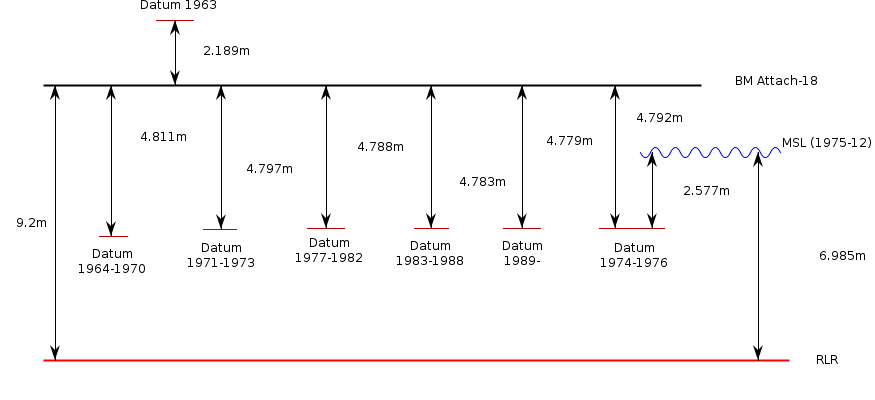 Datum 1963
2.189m
BM Attach-18
4.811m
4.797m
4.788m
4.783m
4.779m
4.792m
MSL (1975-12)
2.577m
9.2m
Datum
1964-1970
Datum
1971-1973
Datum
1977-1982
Datum
1983-1988
Datum
1989-
Datum
1974-1976
6.985m
RLR